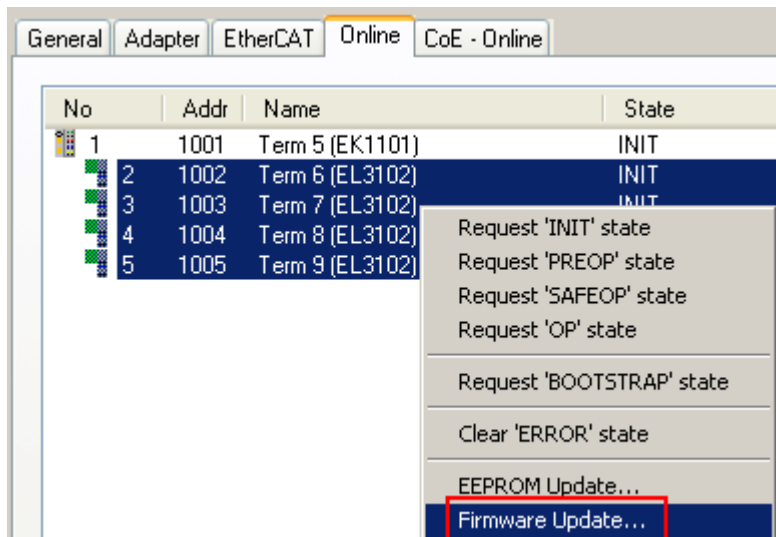 General Adapter EtherCAT Online CoE - Online
No Addr Name State
1 1001 Term 5 (EK1101) INIT
2 1002 Term 6 (EL3102) INIT
3 1003 Term 7 (EL3102) INIT
4 1004 Term 8 (EL3102)
5 1005 Term 9 (EL3102)
Request 'INIT' state
Request 'PREOP' state
Request 'SAFEOP' state
Request 'OP' state
Request 'BOOTSTRAP' state
Clear 'ERROR' state
EEPROM Update...
Firmware Update...